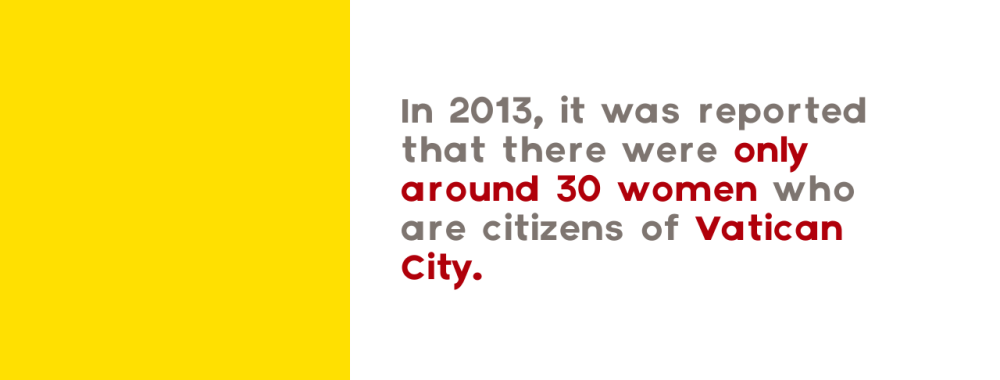 In 2013, it was reported
that there were only
around 30 women who
are citizens of Vatican
City.